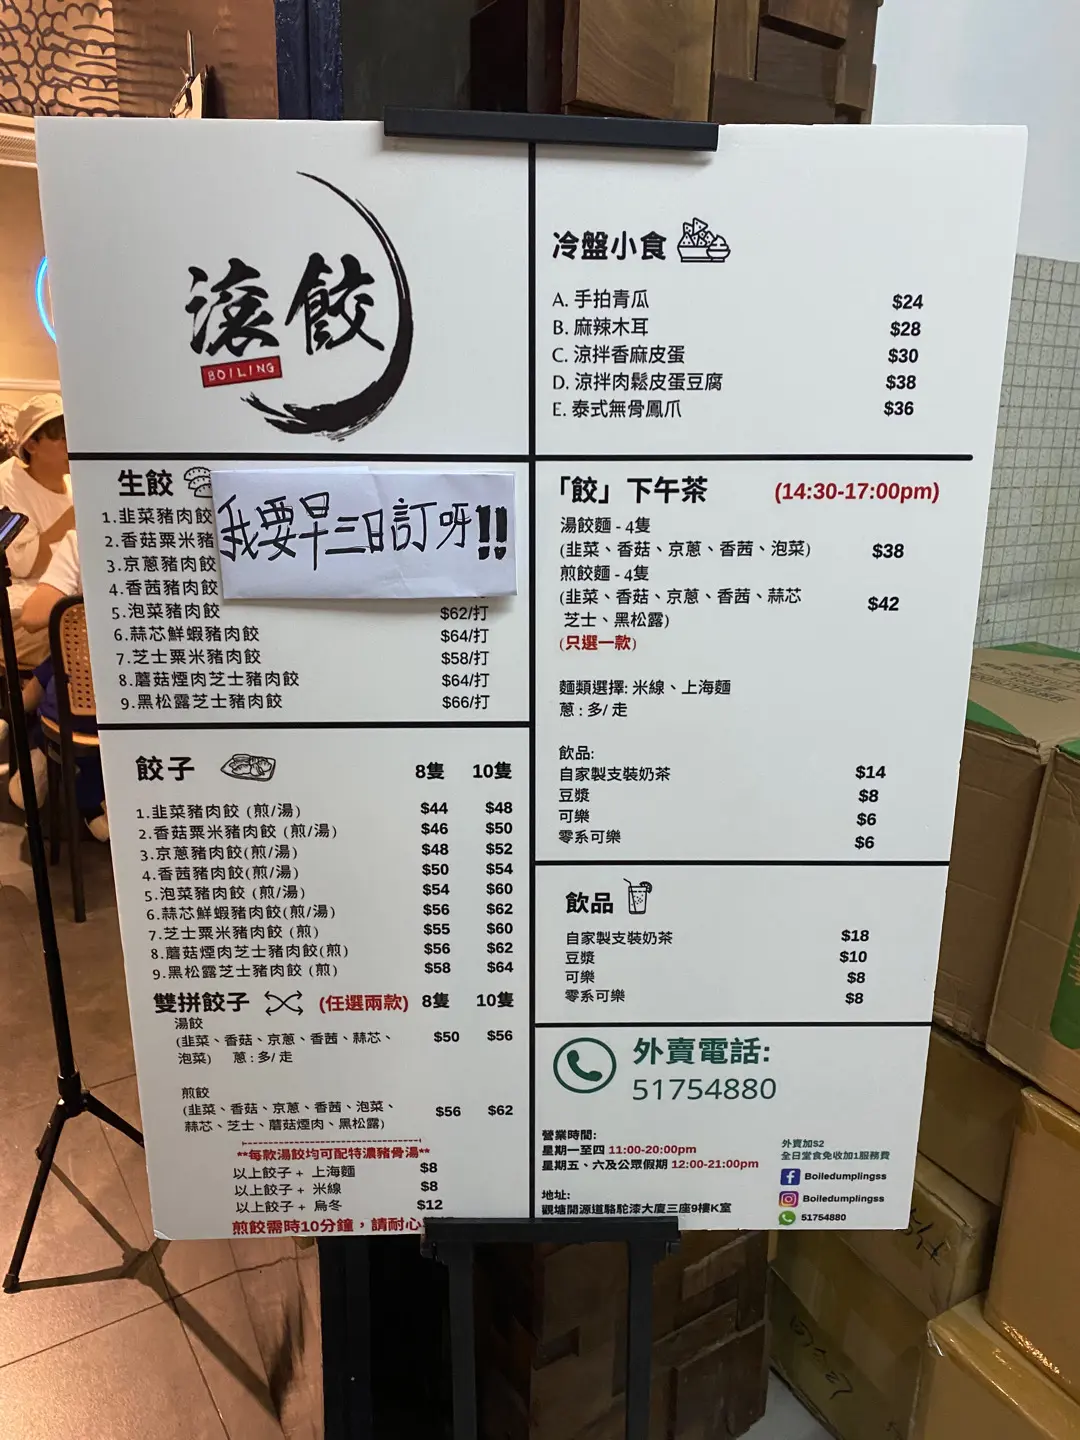 滾餃
BOILING
生餃
我要早三日訂呀!!
1.韭菜豬肉餃
2.香菇粟米豬
3.京蔥豬肉餃
4.香茜豬肉餃
5.泡菜豬肉餃 $62/打
6.蒜芯鮮蝦豬肉餃 $64/打
7.芝士粟米豬肉餃 $58/打
8.蘑菇煙肉芝士豬肉餃 $64/打
9.黑松露芝士豬肉餃 $66/打
餃子 8隻 10隻
1.韭菜豬肉餃 (煎/湯) $44 $48
2.香菇粟米豬肉餃 (煎/湯) $46 $50
3.京蔥豬肉餃(煎/湯) $48 $52
4.香茜豬肉餃(煎/湯) $50 $54
5.泡菜豬肉餃 (煎/湯) $54 $60
6.蒜芯鮮蝦豬肉餃(煎/湯) $56 $62
7.芝士粟米豬肉餃 (煎) $55 $60
8.蘑菇煙肉芝士豬肉餃(煎) $56 $62
9.黑松露芝士豬肉餃 (煎) $58 $64
雙拼餃子 (任選兩款) 8隻 10隻
湯餃
(韭菜、香菇、京蔥、香茜、蒜芯、 $50 $56
泡菜) 蔥:多/走
煎餃
(韭菜、香菇、京蔥、香茜、泡菜、 $56 $62
蒜芯、芝士、蘑菇煙肉、黑松露)
**每款湯餃均可配特濃豬骨湯**
以上餃子 + 上海麵 $8
以上餃子 + 米線 $8
以上餃子 + 烏冬 $12
煎餃需時10分鐘，請耐心
冷盤小食
A. 手拍青瓜 $24
B. 麻辣木耳 $28
C. 涼拌香麻皮蛋 $30
D. 涼拌肉鬆皮蛋豆腐 $38
E. 泰式無骨鳳爪 $36
「餃」下午茶 (14:30-17:00pm)
湯餃麵 - 4隻
(韭菜、香菇、京蔥、香茜、泡菜) $38
煎餃麵 - 4隻
(韭菜、香菇、京蔥、香茜、蒜芯 $42
芝士、黑松露)
(只選一款)
麵類選擇: 米線、上海麵
蔥 : 多/ 走
飲品:
自家製支裝奶茶 $14
豆漿 $8
可樂 $6
零系可樂 $6
飲品
自家製支裝奶茶 $18
豆漿 $10
可樂 $8
零系可樂 $8
外賣電話:
51754880
營業時間:
星期一至四 11:00-20:00pm
星期五、六及公眾假期 12:00-21:00pm
地址:
觀塘開源道駱駝漆大廈三座9樓K室
外賣加$2
全日堂食免收加1服務費
Boiledumplingss
Boiledumplingss
51754880